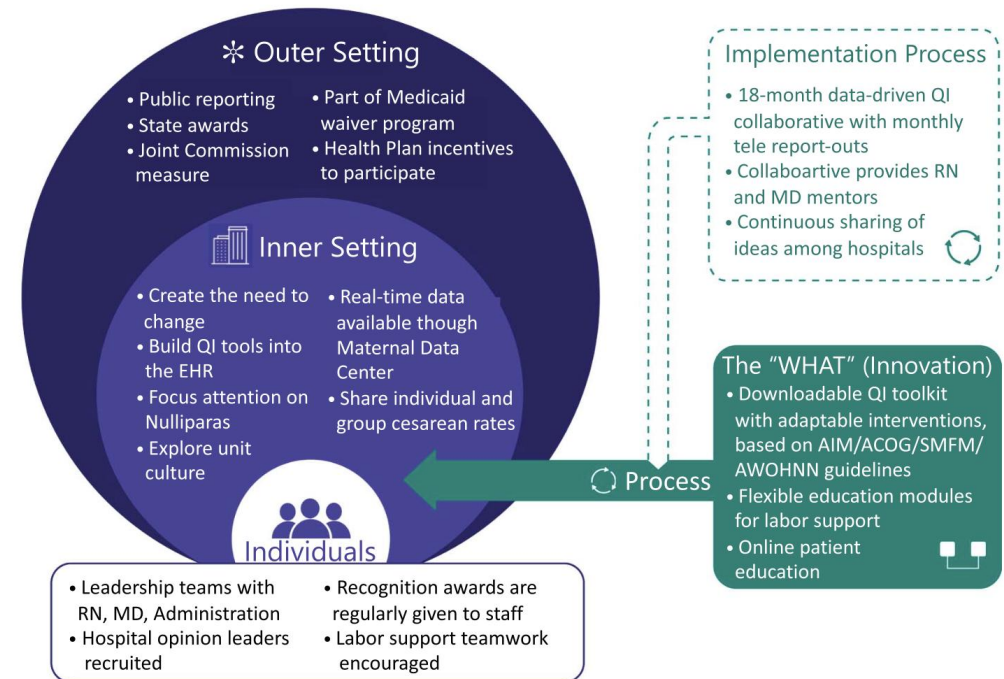 Outer Setting
• Public reporting
• State awards
• Joint Commission
measure
• Part of Medicaid
waiver program
• Health Plan incentives
to participate
Inner Setting
• Create the need to
change
• Build QI tools into
the EHR
• Focus attention on
Nulliparas
• Explore unit
culture
• Real-time data
available though
Maternal Data
Center
• Share individual and
group cesarean rates
Individuals
• Leadership teams with
RN, MD, Administration
• Hospital opinion leaders
recruited
• Recognition awards are
regularly given to staff
• Labor support teamwork
encouraged
Implementation Process
• 18-month data-driven QI
collaborative with monthly
tele report-outs
• Collaboartive provides RN
and MD mentors
• Continuous sharing of
ideas among hospitals
Process
The “WHAT” (Innovation)
• Downloadable QI toolkit
with adaptable interventions,
based on AIM/ACOG/SMFM/
AWOHNN guidelines
• Flexible education modules
for labor support
• Online patient
education